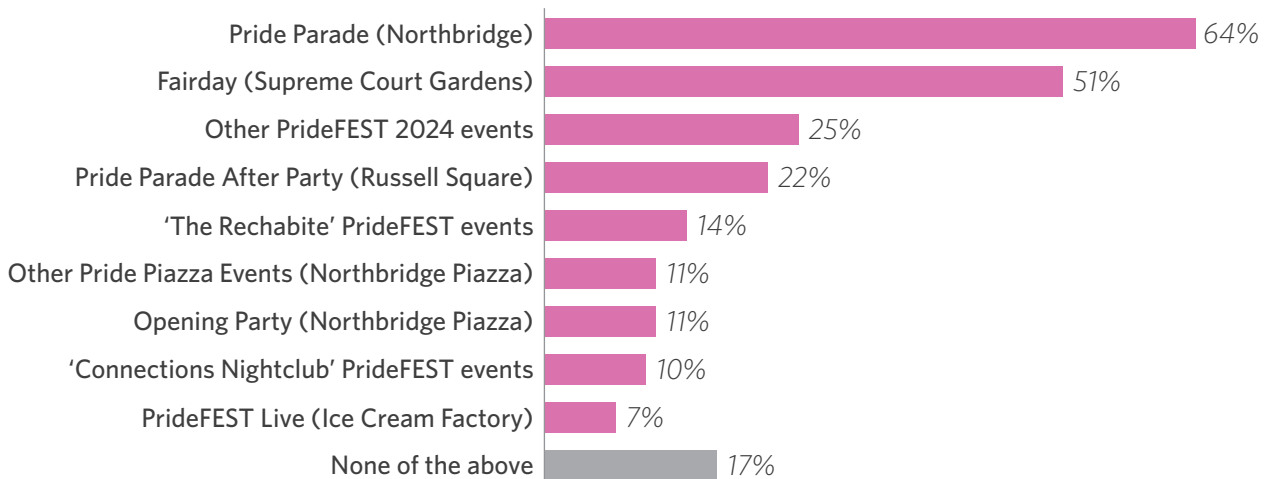 Pride Parade (Northbridge) 64%
Fairday (Supreme Court Gardens) 51%
Other PrideFEST 2024 events 25%
Pride Parade After Party (Russell Square) 22%
‘The Rechabite’ PrideFEST events 14%
Other Pride Piazza Events (Northbridge Piazza) 11%
Opening Party (Northbridge Piazza) 11%
‘Connections Nightclub’ PrideFEST events 10%
PrideFEST Live (Ice Cream Factory) 7%
None of the above 17%